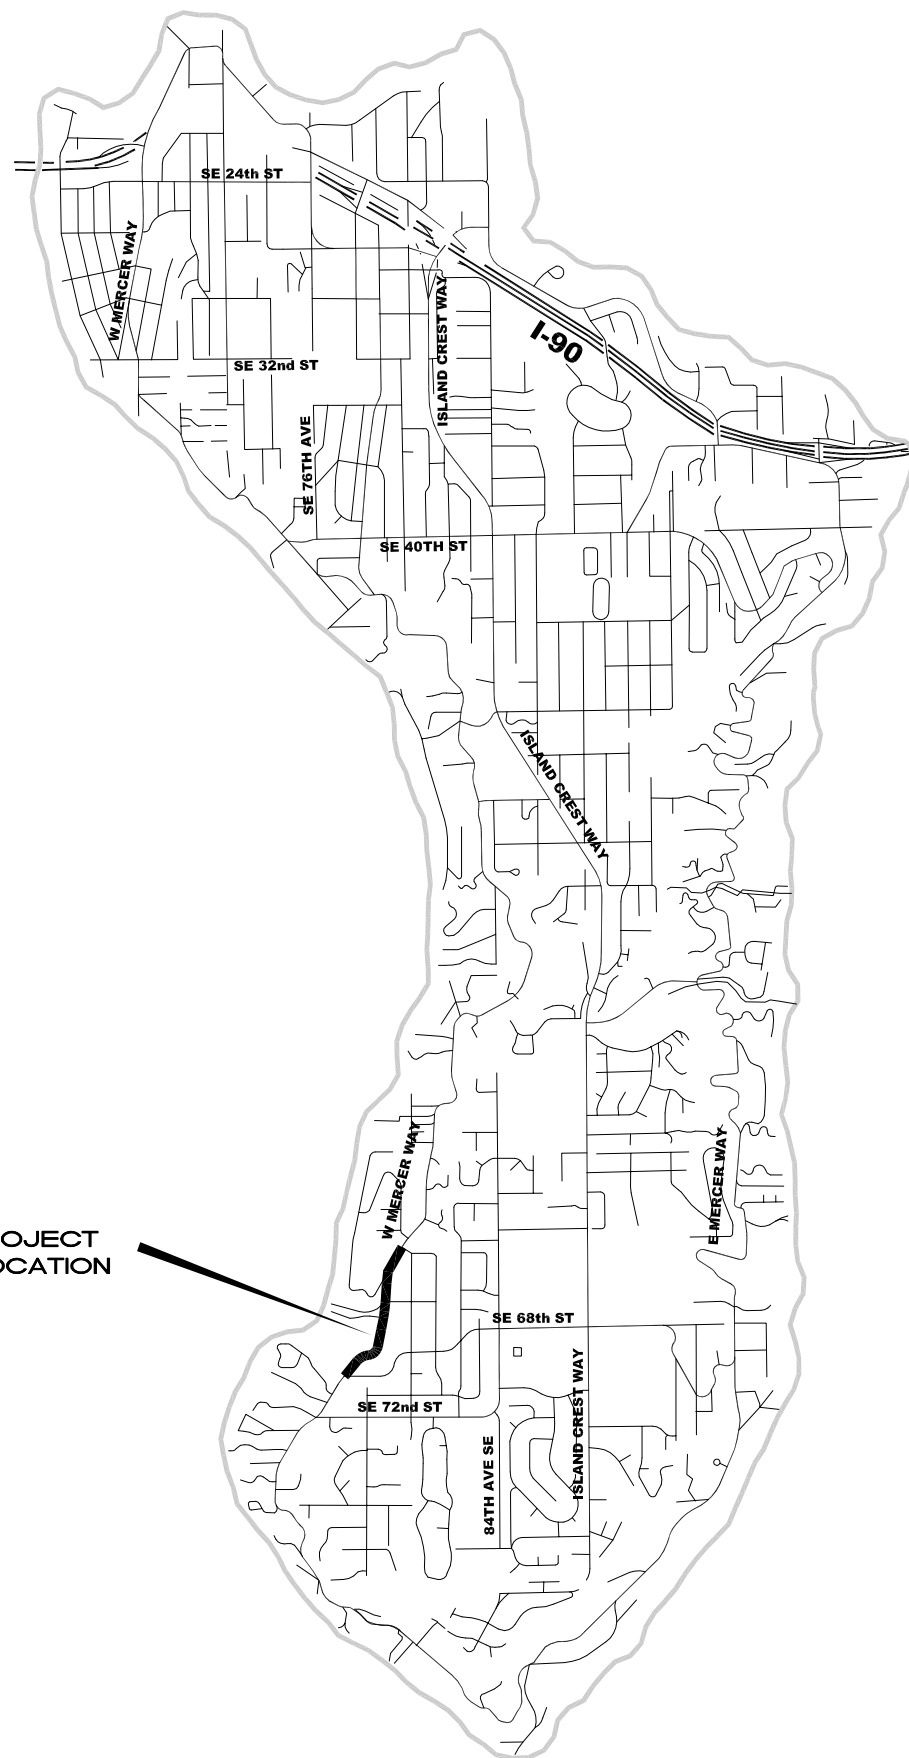 SE 24th ST
W MERCER WAY
ISLAND CREST WAY
I-90
SE 32nd ST
SE 76TH AVE
SE 40TH ST
ISLAND CREST WAY
W MERCER WAY
E MERCER WAY
OJECT
OCATION
SE 68th ST
ISLAND CREST WAY
SE 72nd ST
84TH AVE SE